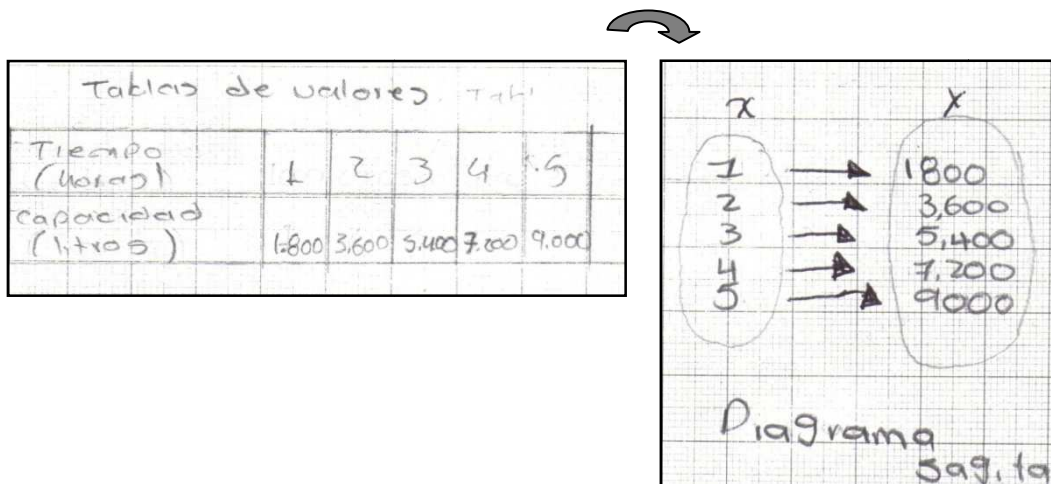 Tablas de valores. Tabl
Tiempo (horas) 1 2 3 4 5
capacidad (litros) 1.800 3,600 5.400 7.200 9.000
x y
1 1800
2 3,600
3 5,400
4 7,200
5 9000
Diagrama
sagita